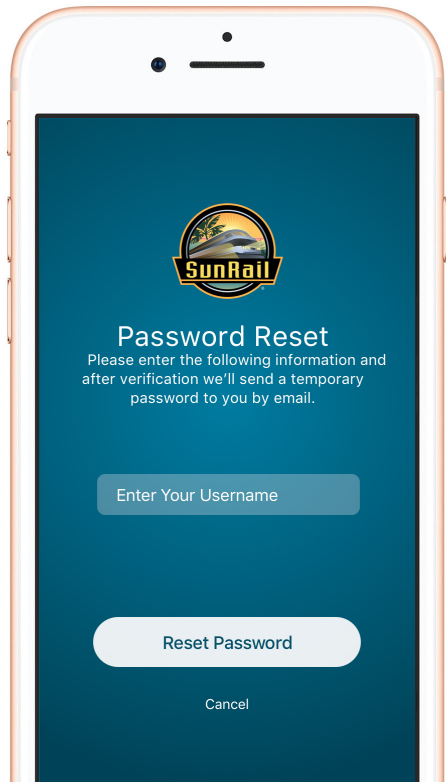 SunRail
Password Reset
Please enter the following information and
after verification we'll send a temporary
password to you by email.
Enter Your Username
Reset Password
Cancel